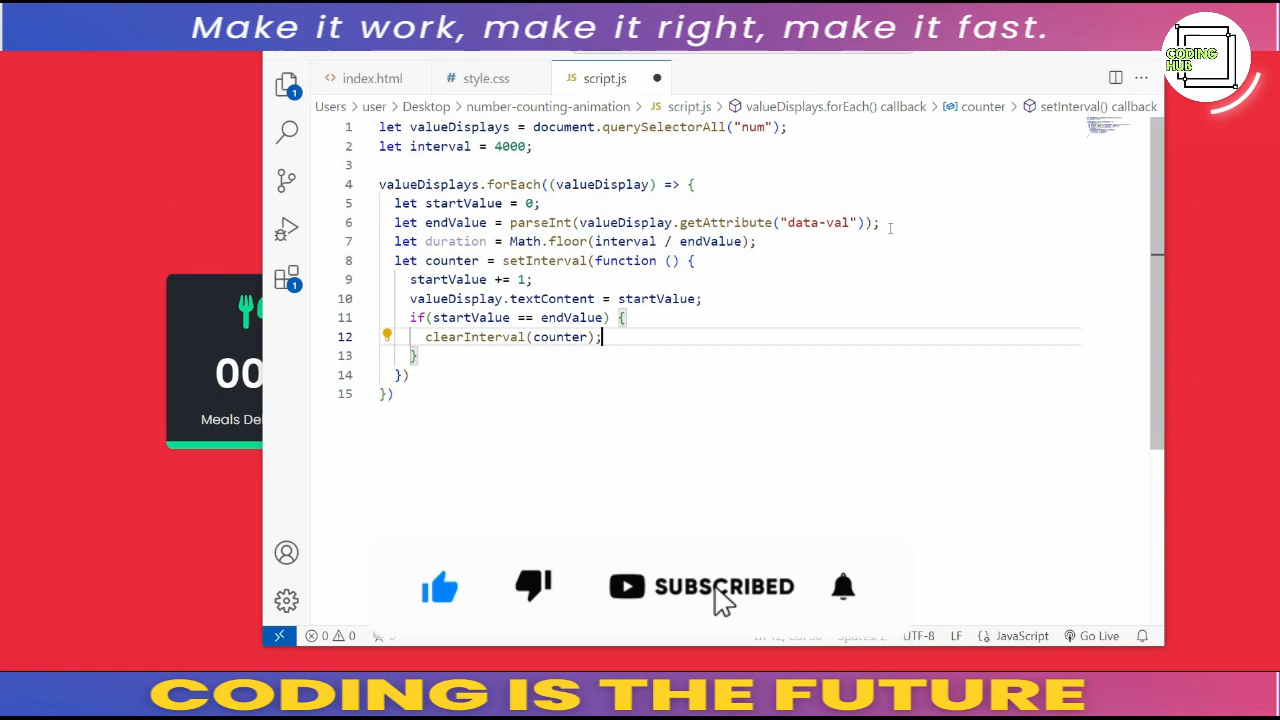 Make it work, make it right, make it fast.
CODING
HUB
index.html
# style.css
JS script.js
Users > user > Desktop > number-counting-animation > JS script.js > valueDisplays.forEach() callback > counter > setInterval() callback
1 let valueDisplays = document.querySelectorAll("num");
2 let interval = 4000;
3
4 valueDisplays.forEach((valueDisplay) => {
5 let startValue = 0;
6 let endValue = parseInt(valueDisplay.getAttribute("data-val"));
7 let duration = Math.floor(interval / endValue);
8 let counter = setInterval(function () {
9 startValue += 1;
10 valueDisplay.textContent = startValue;
11 if(startValue == endValue) {
12 clearInterval(counter);
13 }
14 })
15 })
1
1
00
Meals Del
SUBSCRIBED
0 0 UTF-8 LF JavaScript Go Live
CODING IS THE FUTURE